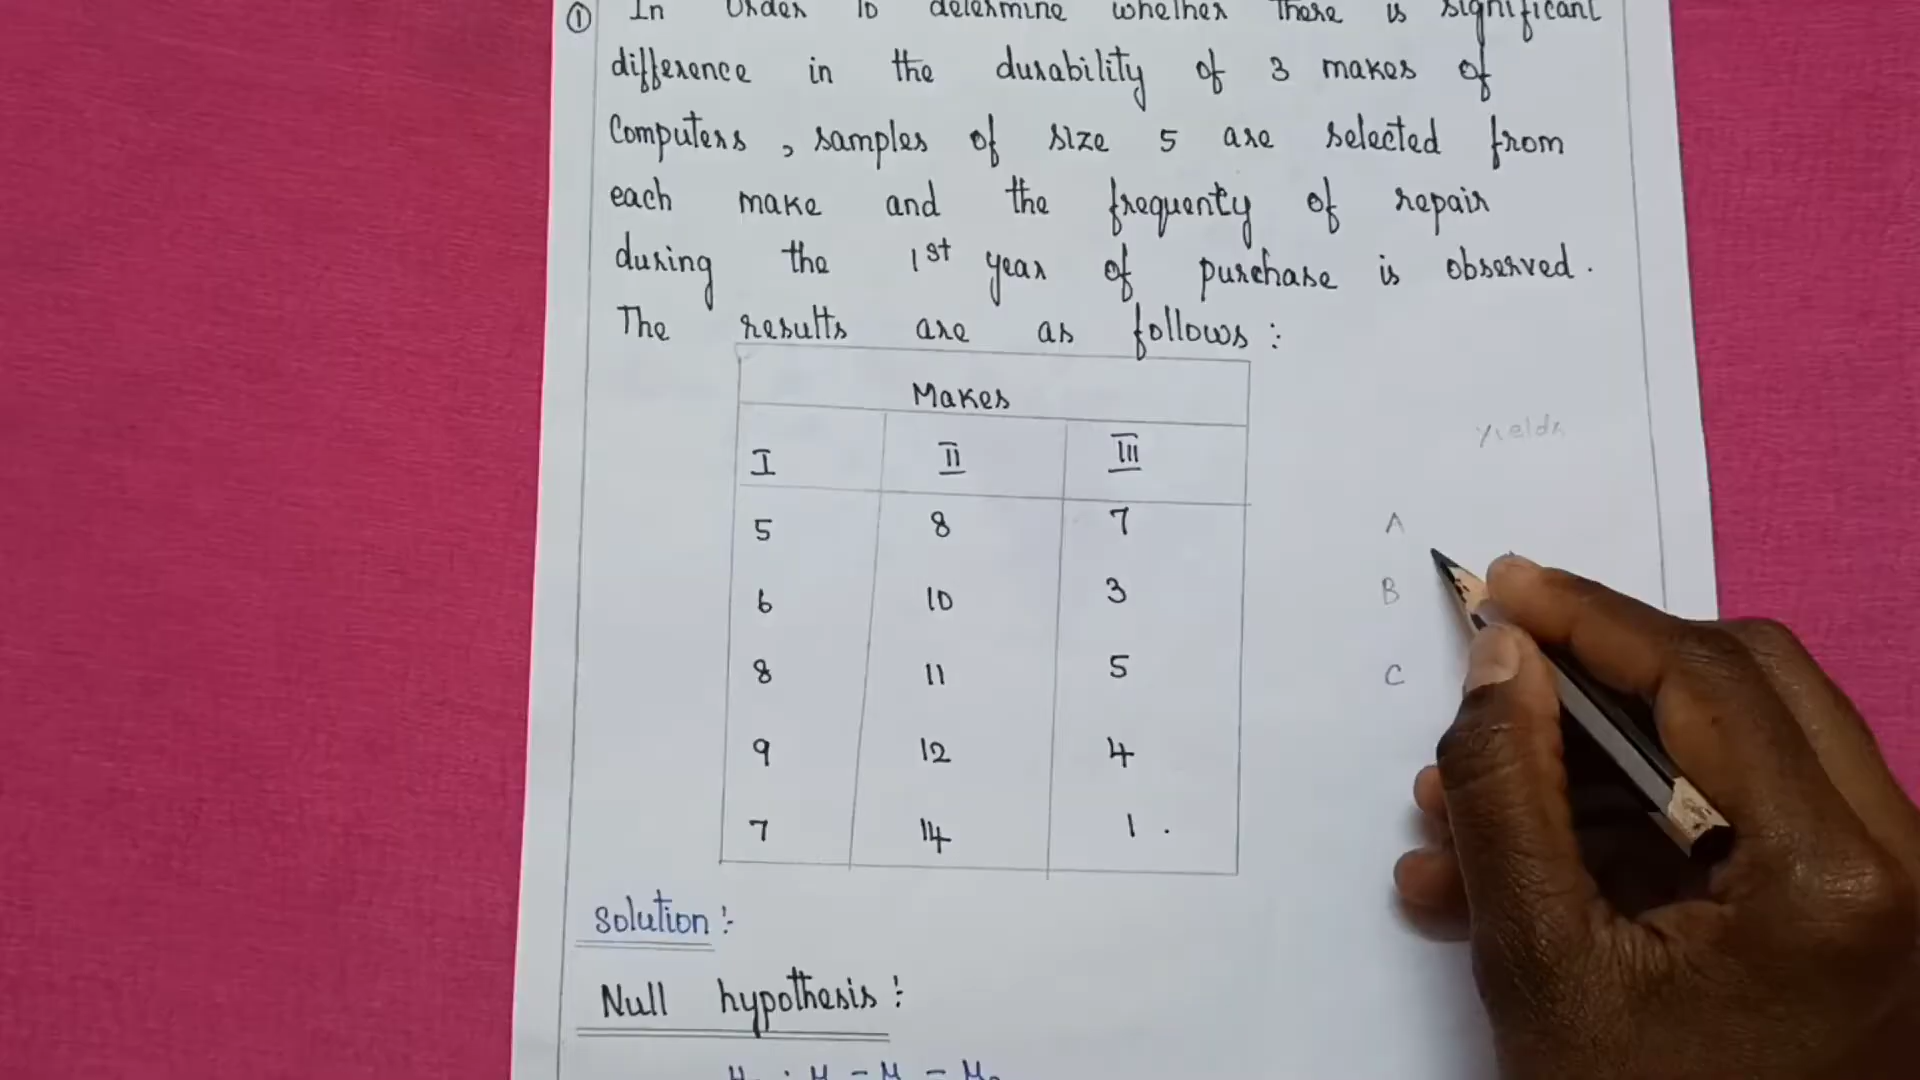 ① In order to determine whether there is significant
difference in the durability of 3 makes of
Computers, samples of size 5 are selected from
each make and the frequenty of repair
during the 1st year of purchase is observed.
The results are as follows :
Makes
I II III
5 8 7
6 10 3
8 11 5
9 12 4
7 14 1 .
yields
A
B
C
Solution :-
Null hypothesis :-